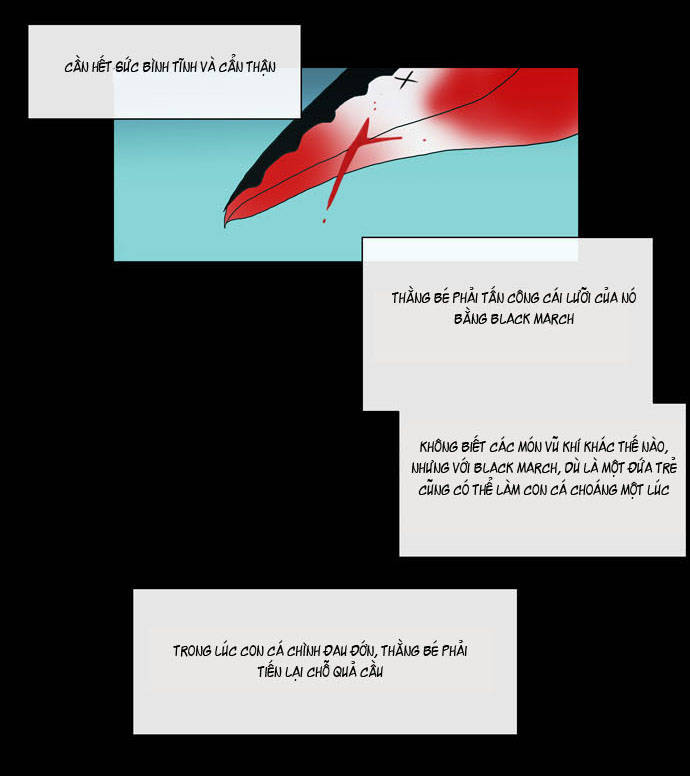 CẦN HẾT SỨC BÌNH TĨNH VÀ CẨN THẬN
THẰNG BÉ PHẢI TẤN CÔNG CÁI LƯỠI CỦA NÓ
BẰNG BLACK MARCH
KHÔNG BIẾT CÁC MÓN VŨ KHÍ KHÁC THẾ NÀO,
NHƯNG VỚI BLACK MARCH, DÙ LÀ MỘT ĐỨA TRẺ
CŨNG CÓ THỂ LÀM CON CÁ CHOÁNG MỘT LÚC
TRONG LÚC CON CÁ CHÌNH ĐAU ĐỚN, THẰNG BÉ PHẢI
TIẾN LẠI CHỖ QUẢ CẦU